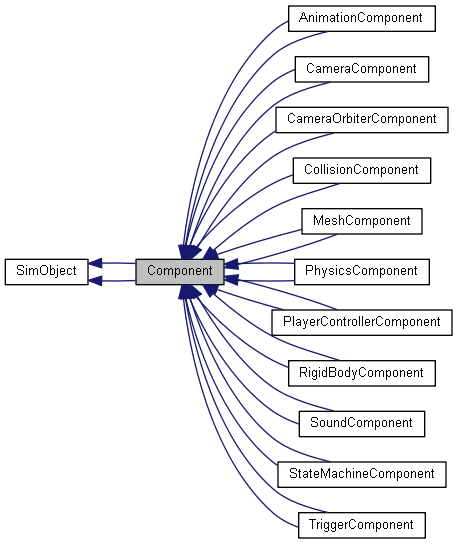 AnimationComponent
CameraComponent
CameraOrbiterComponent
CollisionComponent
MeshComponent
SimObject
Component
PhysicsComponent
PlayerControllerComponent
RigidBodyComponent
SoundComponent
StateMachineComponent
TriggerComponent